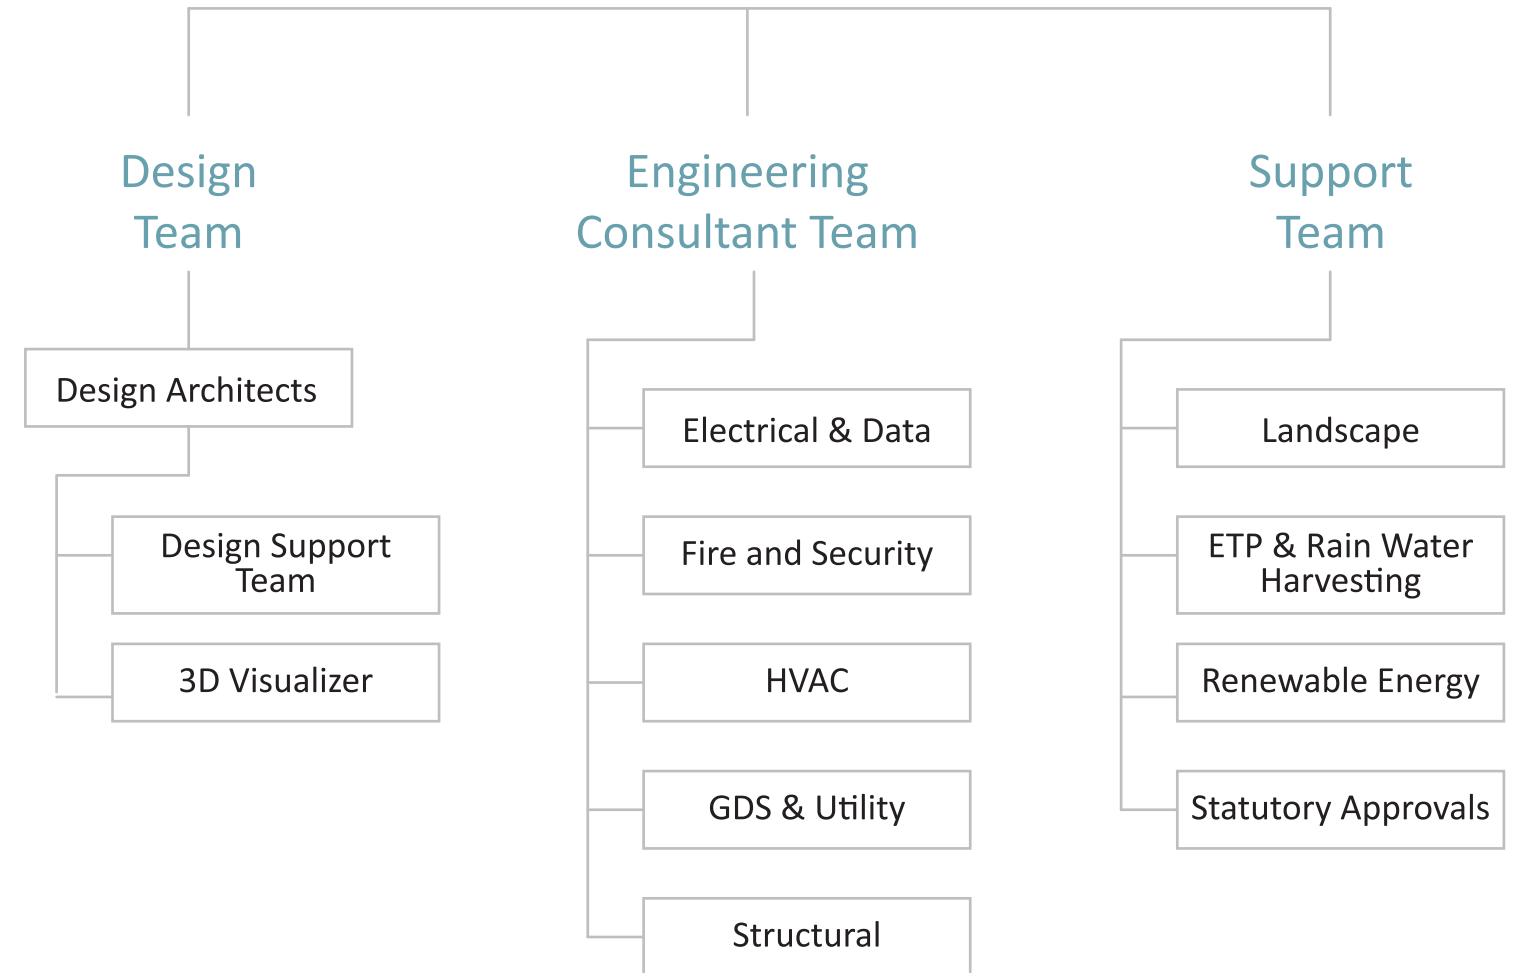 Design
Team
Engineering
Consultant Team
Support
Team
Design Architects
Design Support
Team
3D Visualizer
Electrical & Data
Fire and Security
HVAC
GDS & Utility
Structural
Landscape
ETP & Rain Water
Harvesting
Renewable Energy
Statutory Approvals